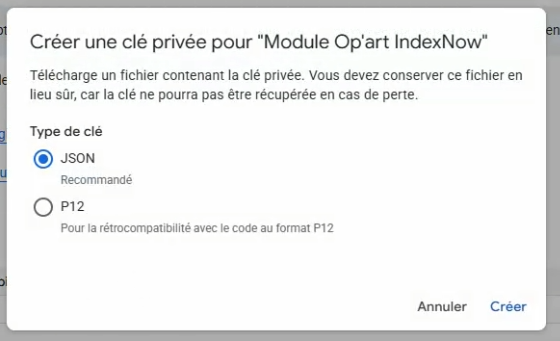 Créer une clé privée pour "Module Op'art IndexNow"
Télécharge un fichier contenant la clé privée. Vous devez conserver ce fichier en
lieu sûr, car la clé ne pourra pas être récupérée en cas de perte.
Type de clé
JSON
Recommandé
P12
Pour la rétrocompatibilité avec le code au format P12
Annuler Créer